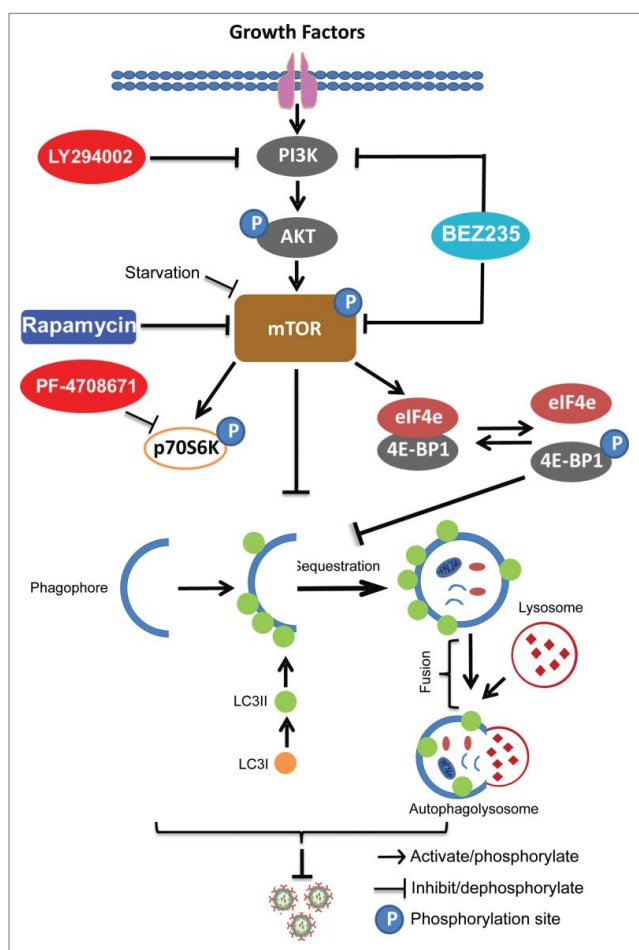 Growth Factors
LY294002
PI3K
P
AKT
BEZ235
Starvation
P
Rapamycin
mTOR
PF-4708671
p70S6K
P
eIF4e
4E-BP1
eIF4e
4E-BP1
P
Phagophore
Sequestration
Lysosome
Fusion
LC3II
LC3I
Autophagolysosome
Activate/phosphorylate
Inhibit/dephosphorylate
P
Phosphorylation site